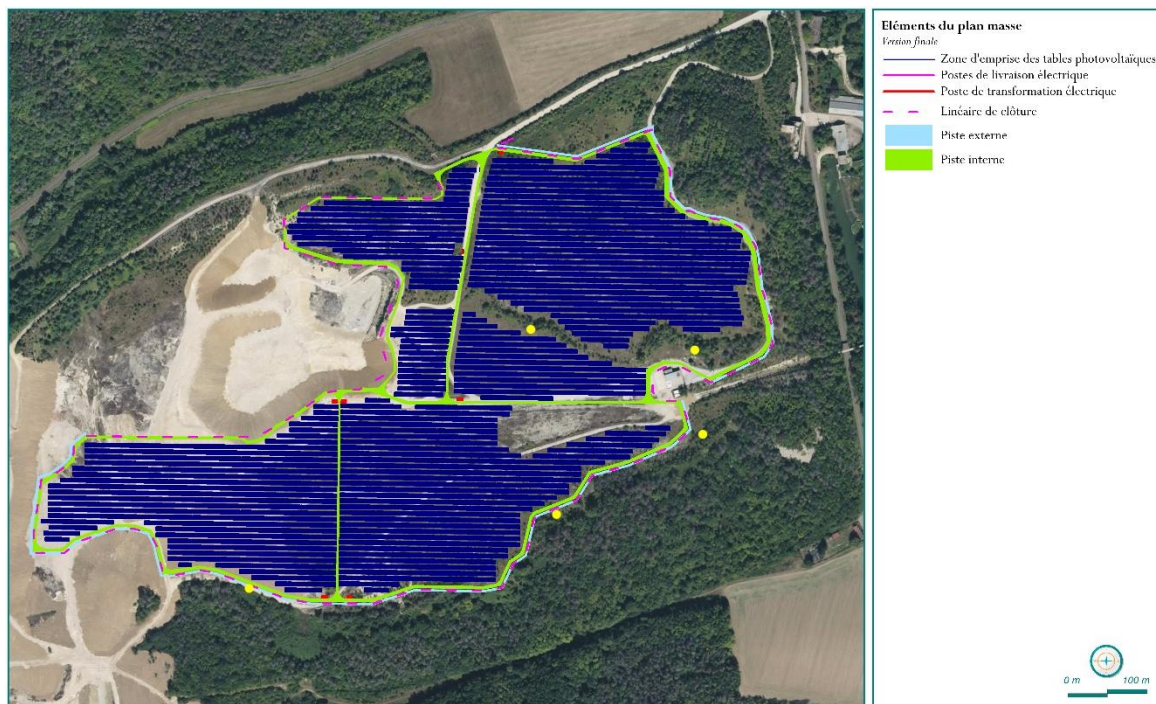 Eléments du plan masse
Version finale
Zone d'emprise des tables photovoltaïques
Postes de livraison électrique
Poste de transformation électrique
Linéaire de clôture
Piste externe
Piste interne
0 m 100 m